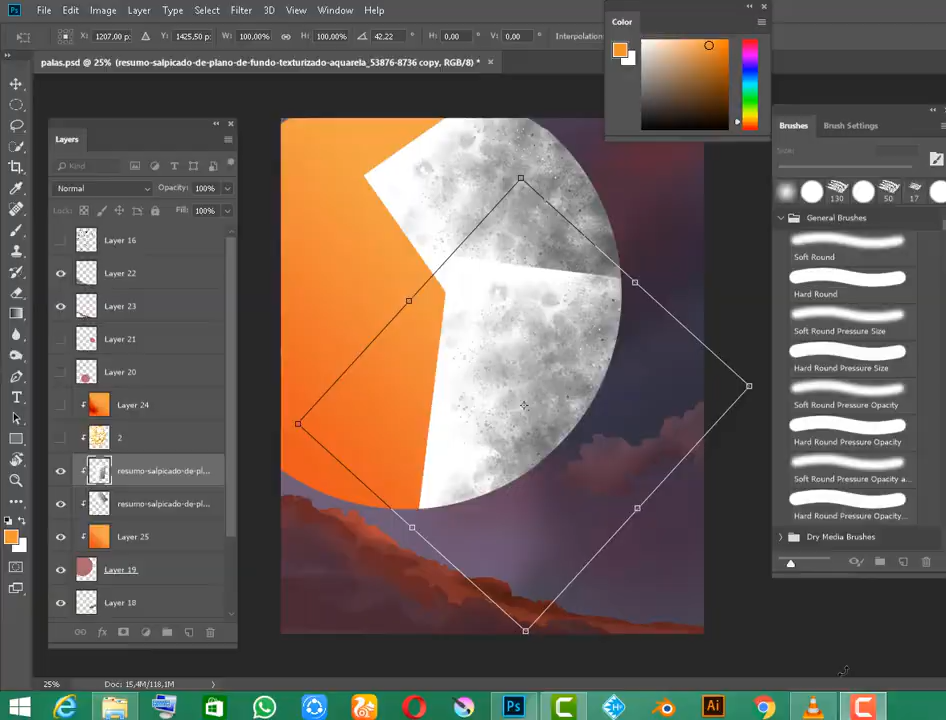 Ps File Edit Image Layer Type Select Filter 3D View Window Help
X: 1207,00 p: Y: 1425,50 p: W: 100,00% H: 100,00% 42,22 ° H: 0,00 ° V: 0,00 ° Interpolation
palas.psd @ 25% (resumo-salpicado-de-plano-de-fundo-texturizado-aquarela_53876-8736 copy, RGB/8) *
Color
Layers
Kind
Normal Opacity: 100%
Lock: Fill: 100%
Layer 16
Layer 22
Layer 23
Layer 21
Layer 20
Layer 24
2
resumo-salpicado-de-pl...
resumo-salpicado-de-pl...
Layer 25
Layer 19
Layer 18
Brushes Brush Settings
Size:
130 50 17
General Brushes
Soft Round
Hard Round
Soft Round Pressure Size
Hard Round Pressure Size
Soft Round Pressure Opacity
Hard Round Pressure Opacity
Soft Round Pressure Opacity a...
Hard Round Pressure Opacity...
Dry Media Brushes
25% Doc: 15,4M/118,1M
Ps Ai